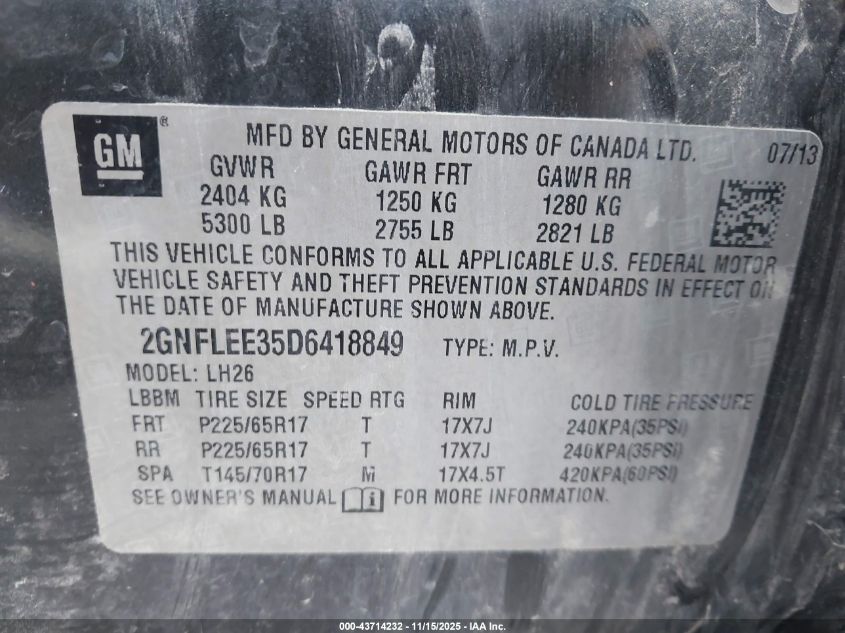 GM®
MFD BY GENERAL MOTORS OF CANADA LTD. 07/13
GVWR GAWR FRT GAWR RR
2404 KG 1250 KG 1280 KG
5300 LB 2755 LB 2821 LB
THIS VEHICLE CONFORMS TO ALL APPLICABLE U.S. FEDERAL MOTOR
VEHICLE SAFETY AND THEFT PREVENTION STANDARDS IN EFFECT ON
THE DATE OF MANUFACTURE SHOWN ABOVE.
2GNFLEE35D6418849 TYPE: M.P.V.
MODEL: LH26
LBBM TIRE SIZE SPEED RTG RIM COLD TIRE PRESSURE
FRT P225/65R17 T 17X7J 240KPA(35PSI)
RR P225/65R17 T 17X7J 240KPA(35PSI)
SPA T145/70R17 M 17X4.5T 420KPA(60PSI)
SEE OWNER'S MANUAL i FOR MORE INFORMATION.
000-43714232 - 11/15/2025 - IAA Inc.